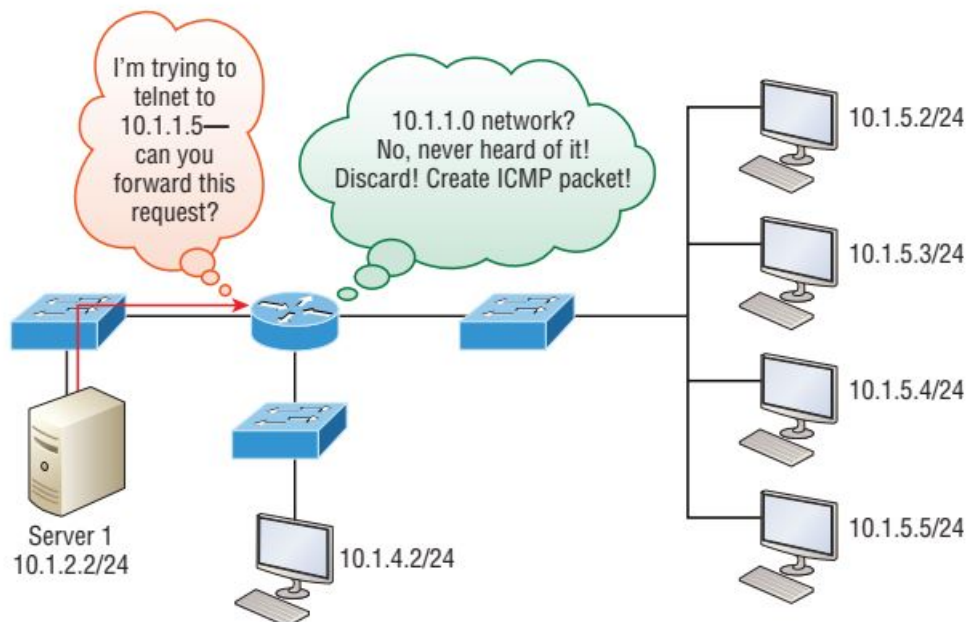 I'm trying to
telnet to
10.1.1.5—
can you
forward this
request?
10.1.1.0 network?
No, never heard of it!
Discard! Create ICMP packet!
10.1.5.2/24
10.1.5.3/24
10.1.5.4/24
10.1.5.5/24
Server 1
10.1.2.2/24
10.1.4.2/24